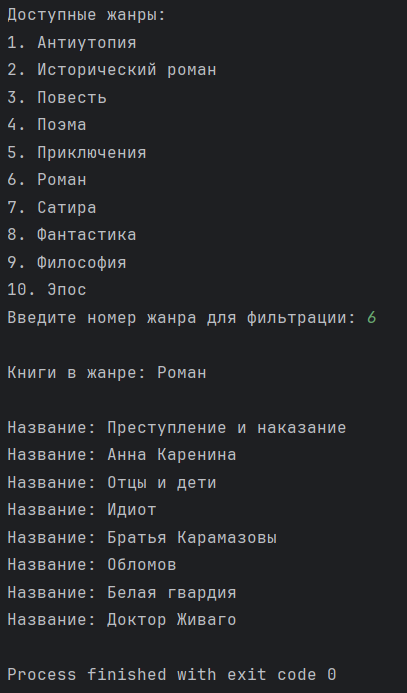 Доступные жанры:
1. Антиутопия
2. Исторический роман
3. Повесть
4. Поэма
5. Приключения
6. Роман
7. Сатира
8. Фантастика
9. Философия
10. Эпос
Введите номер жанра для фильтрации: 6
Книги в жанре: Роман
Название: Преступление и наказание
Название: Анна Каренина
Название: Отцы и дети
Название: Идиот
Название: Братья Карамазовы
Название: Обломов
Название: Белая гвардия
Название: Доктор Живаго
Process finished with exit code 0